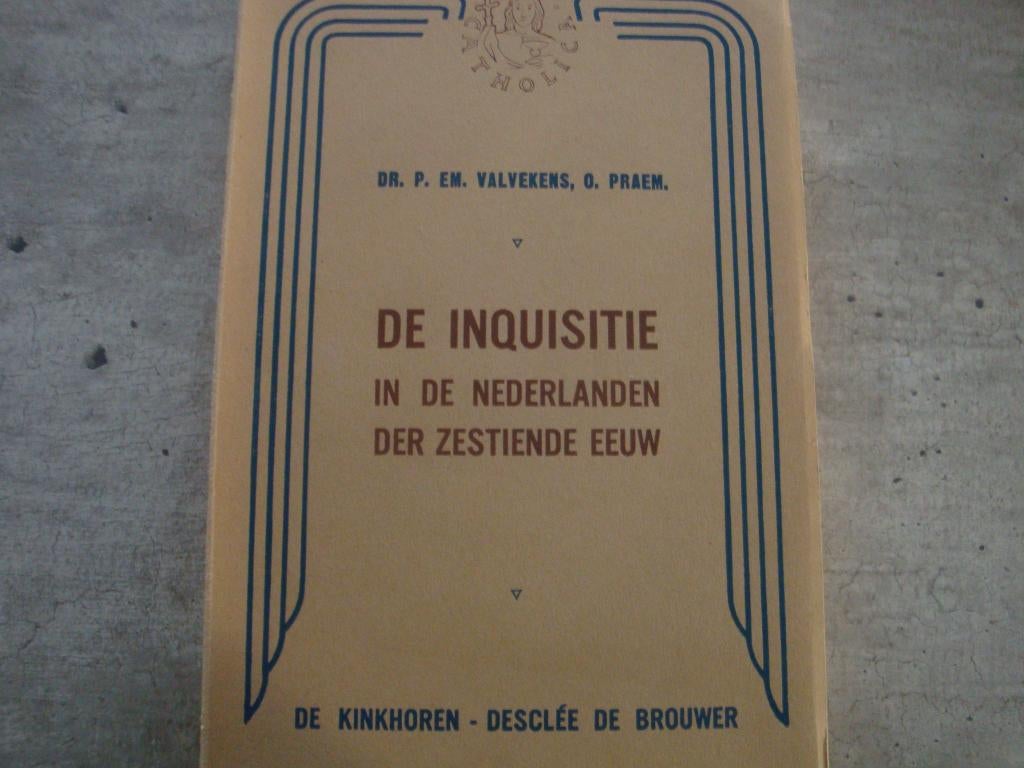 CATHOLICA
DR. P. EM. VALVEKENS, O. PRAEM.
DE INQUISITIE
IN DE NEDERLANDEN
DER ZESTIENDE EEUW
DE KINKHOREN - DESCLÉE DE BROUWER